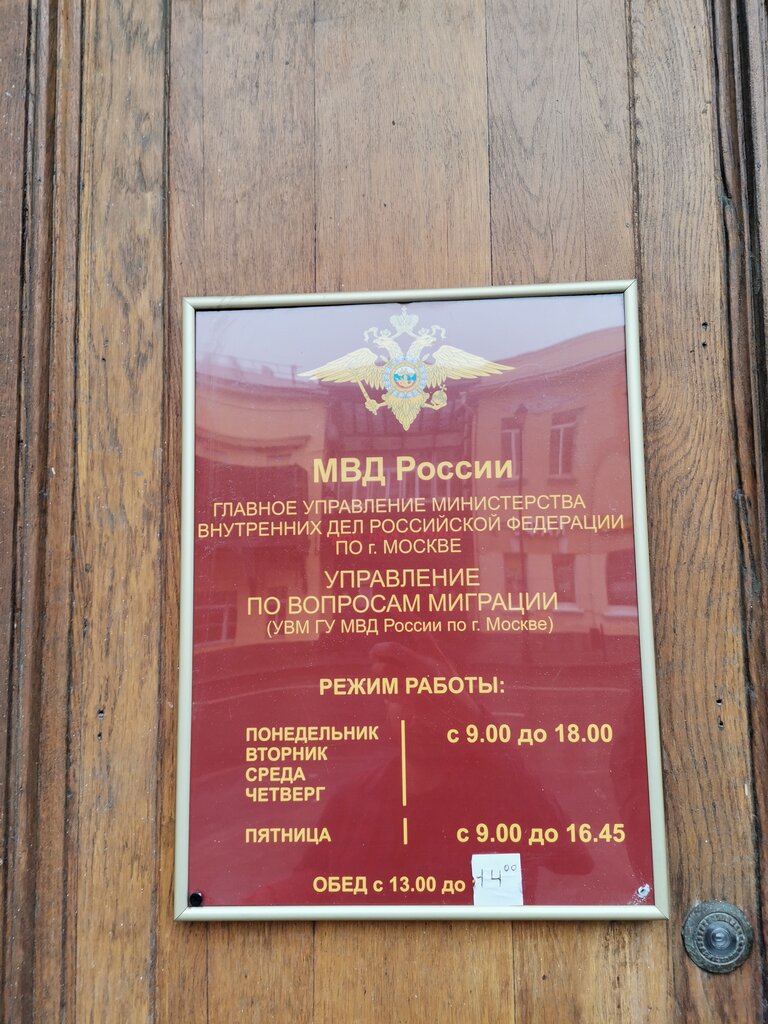 МВД России
ГЛАВНОЕ УПРАВЛЕНИЕ МИНИСТЕРСТВА
ВНУТРЕННИХ ДЕЛ РОССИЙСКОЙ ФЕДЕРАЦИИ
ПО г. МОСКВЕ
УПРАВЛЕНИЕ
ПО ВОПРОСАМ МИГРАЦИИ
(УВМ ГУ МВД России по г. Москве)
РЕЖИМ РАБОТЫ:
ПОНЕДЕЛЬНИК с 9.00 до 18.00
ВТОРНИК
СРЕДА
ЧЕТВЕРГ
ПЯТНИЦА с 9.00 до 16.45
ОБЕД с 13.00 до 14⁰⁰